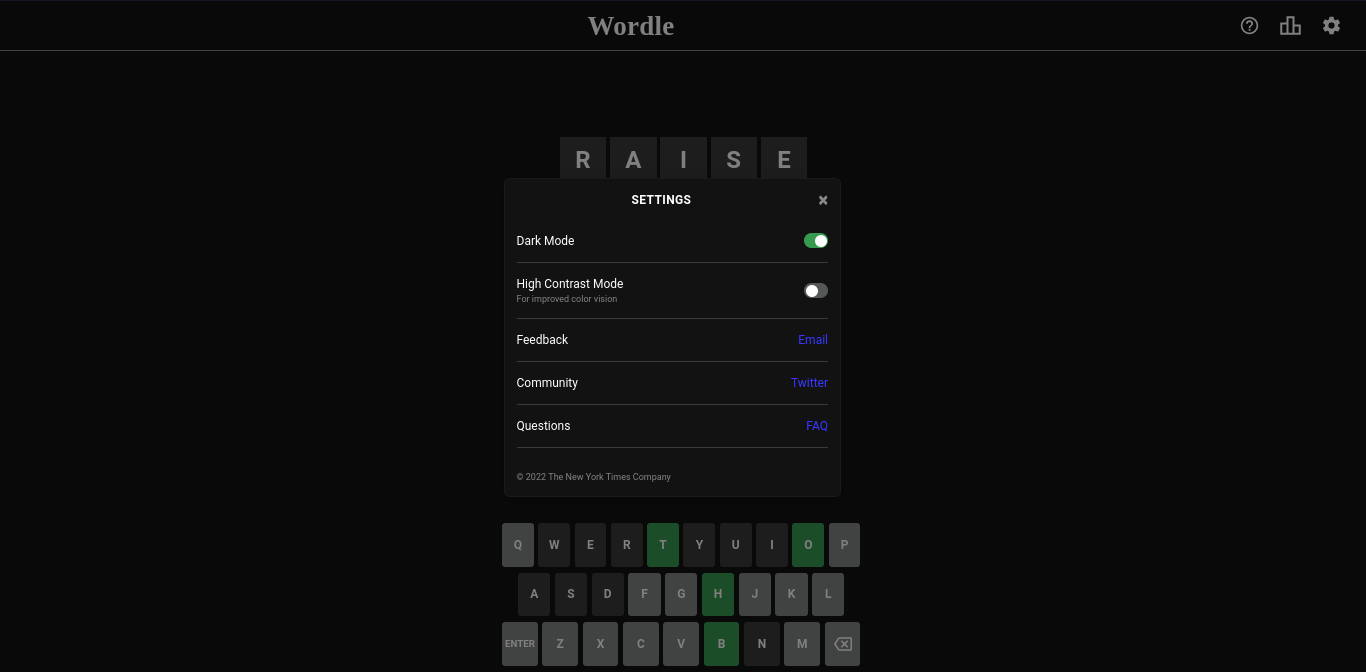 Wordle
R A I S E
SETTINGS
Dark Mode
High Contrast Mode
For improved color vision
Feedback Email
Community Twitter
Questions FAQ
© 2022 The New York Times Company
Q W E R T Y U I O P
A S D F G H J K L
ENTER Z X C V B N M